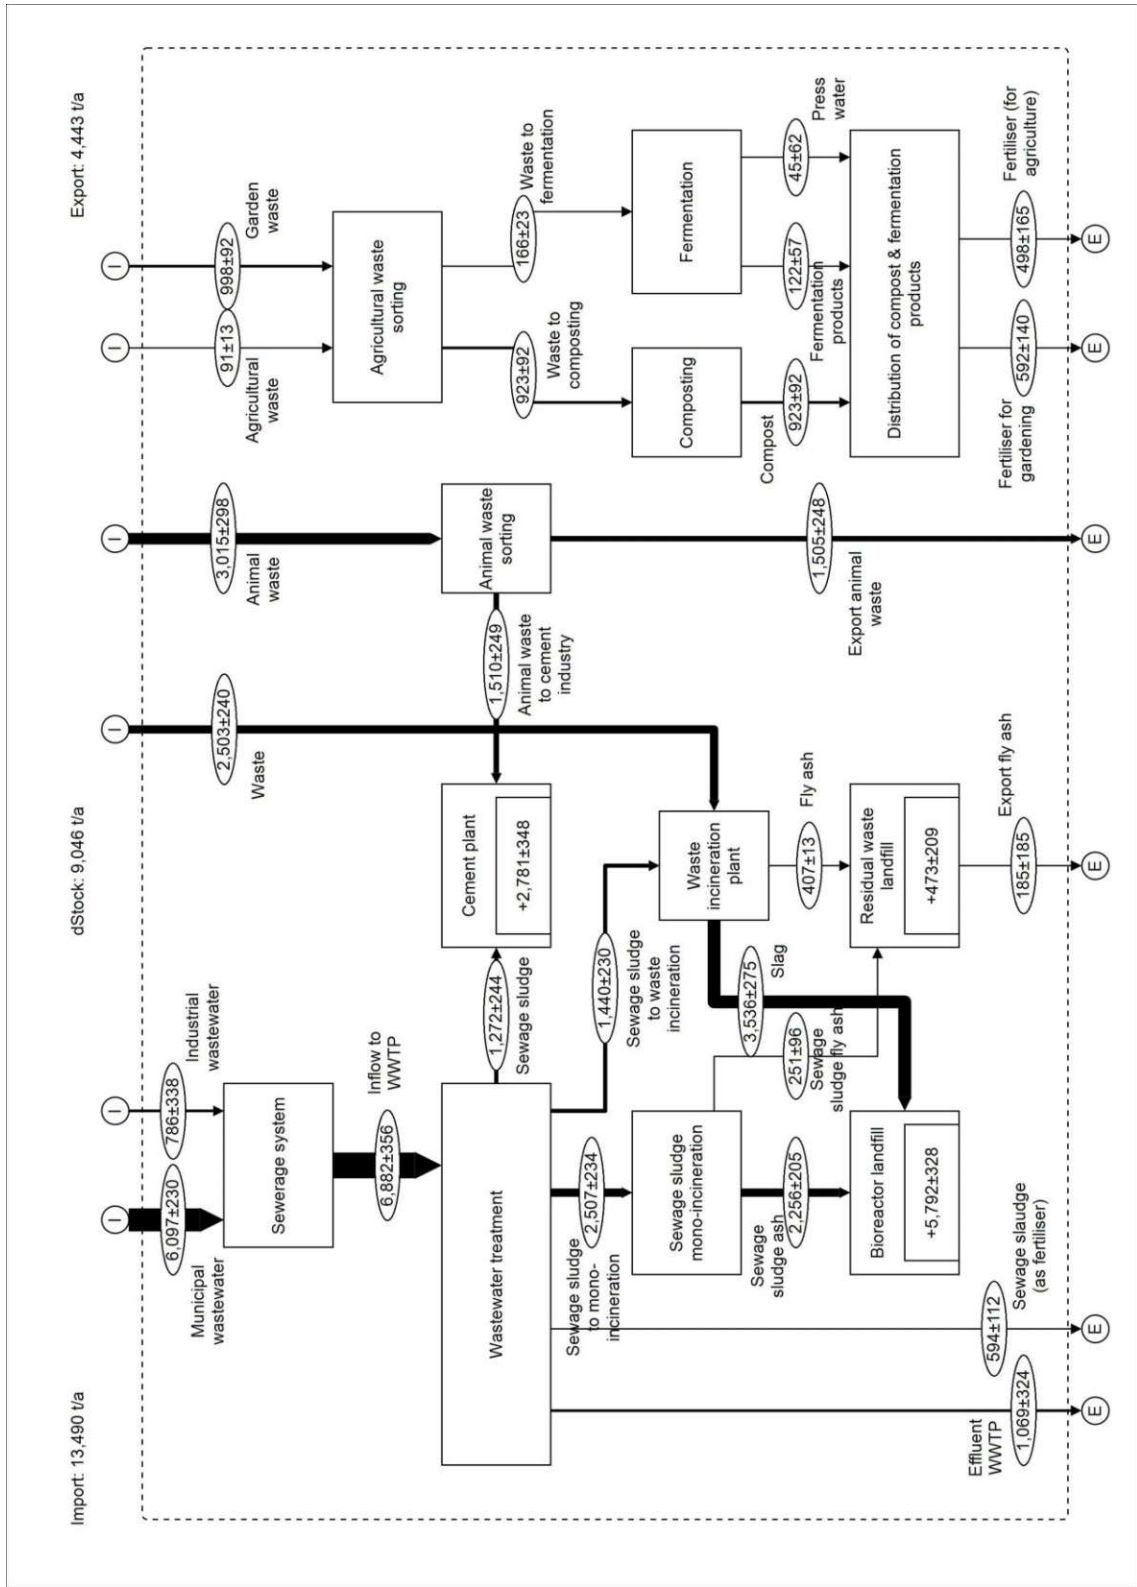 Import: 13,490 t/a
dStock: 9,046 t/a
Export: 4,443 t/a
I
I
I
I
I
I
6,097±230
786±338
2,503±240
3,015±298
91±13
998±92
Municipal
wastewater
Industrial
wastewater
Waste
Animal
waste
Agricultural
waste
Garden
waste
Sewerage system
Agricultural waste
sorting
6,882±356
Inflow to
WWTP
Wastewater treatment
1,272±244
Sewage sludge
Cement plant
+2,781±348
1,510±249
Animal waste
to cement
industry
Animal waste
sorting
923±92
Waste to
composting
166±23
Waste to
fermentation
Sewage sludge
to mono-
incineration
2,507±234
1,440±230
Sewage sludge
to waste
incineration
Sewage sludge
mono-incineration
Waste
incineration
plant
Composting
Fermentation
Sewage
sludge ash
2,256±205
251±96
Sewage
sludge fly ash
3,536±275
Slag
407±13
Fly ash
Compost
923±92
Fermentation
products
122±57
45±62
Press
water
Bioreactor landfill
+5,792±328
Residual waste
landfill
+473±209
Export animal
waste
1,505±248
Distribution of compost & fermentation
products
Effluent
WWTP
1,069±324
594±112
Sewage slaudge
(as fertiliser)
185±185
Export fly ash
Fertiliser for
gardening
592±140
498±165
Fertiliser (for
agriculture)
E
E
E
E
E
E